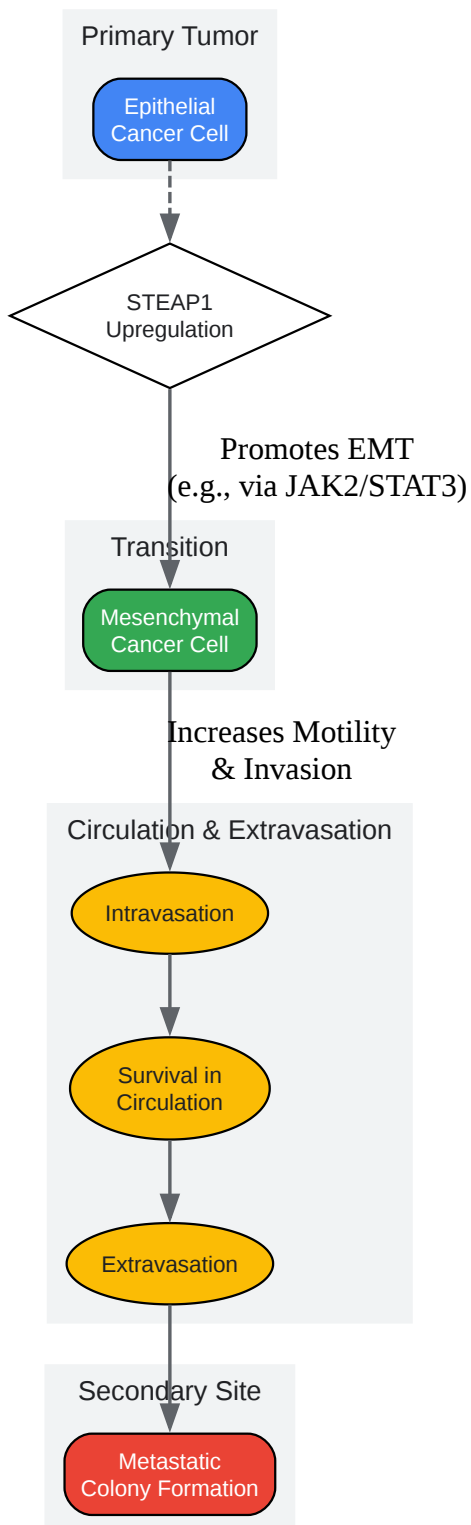 Primary Tumor
Epithelial
Cancer Cell
STEAP1
Upregulation
Promotes EMT
(e.g., via JAK2/STAT3)
Transition
Mesenchymal
Cancer Cell
Increases Motility
& Invasion
Circulation & Extravasation
Intravasation
Survival in
Circulation
Extravasation
Secondary Site
Metastatic
Colony Formation